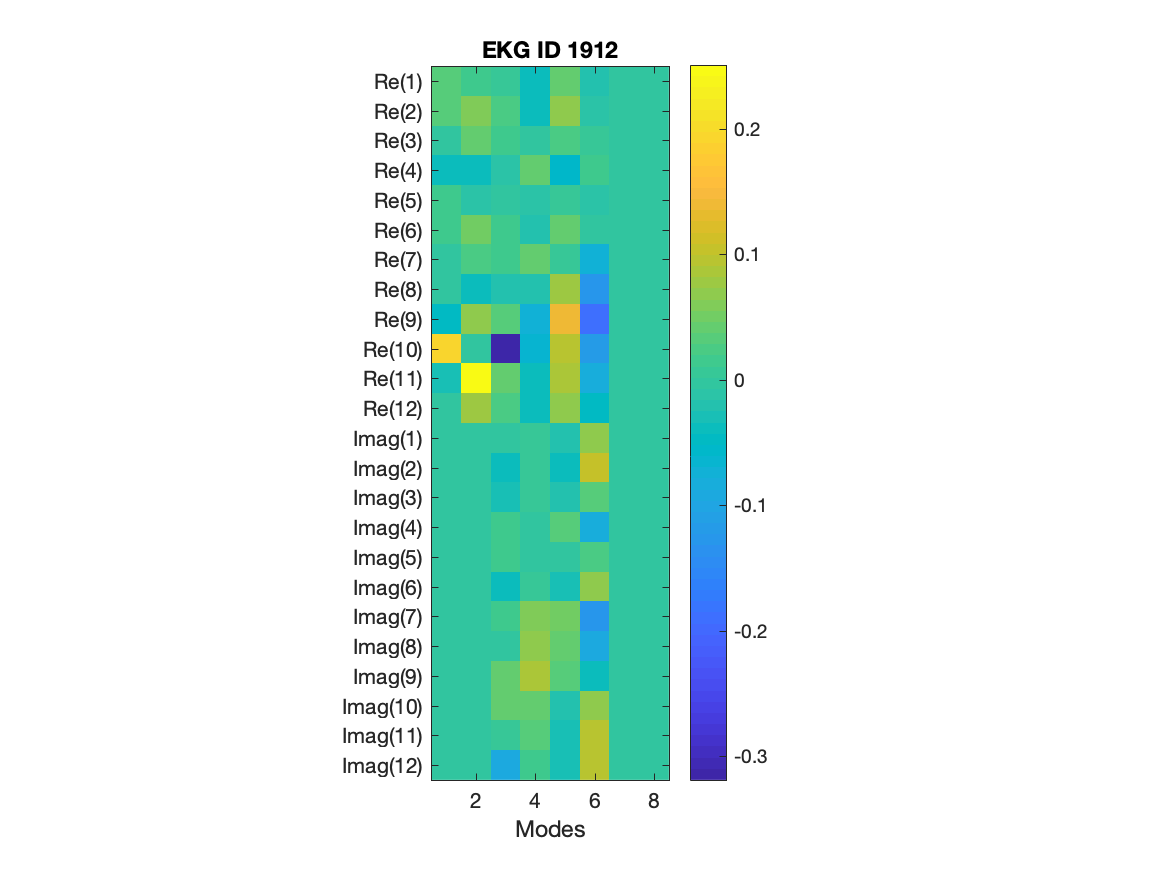 EKG ID 1912
Re(1)
Re(2)
Re(3)
Re(4)
Re(5)
Re(6)
Re(7)
Re(8)
Re(9)
Re(10)
Re(11)
Re(12)
Imag(1)
Imag(2)
Imag(3)
Imag(4)
Imag(5)
Imag(6)
Imag(7)
Imag(8)
Imag(9)
Imag(10)
Imag(11)
Imag(12)
2 4 6 8
Modes
0.2
0.1
0
-0.1
-0.2
-0.3